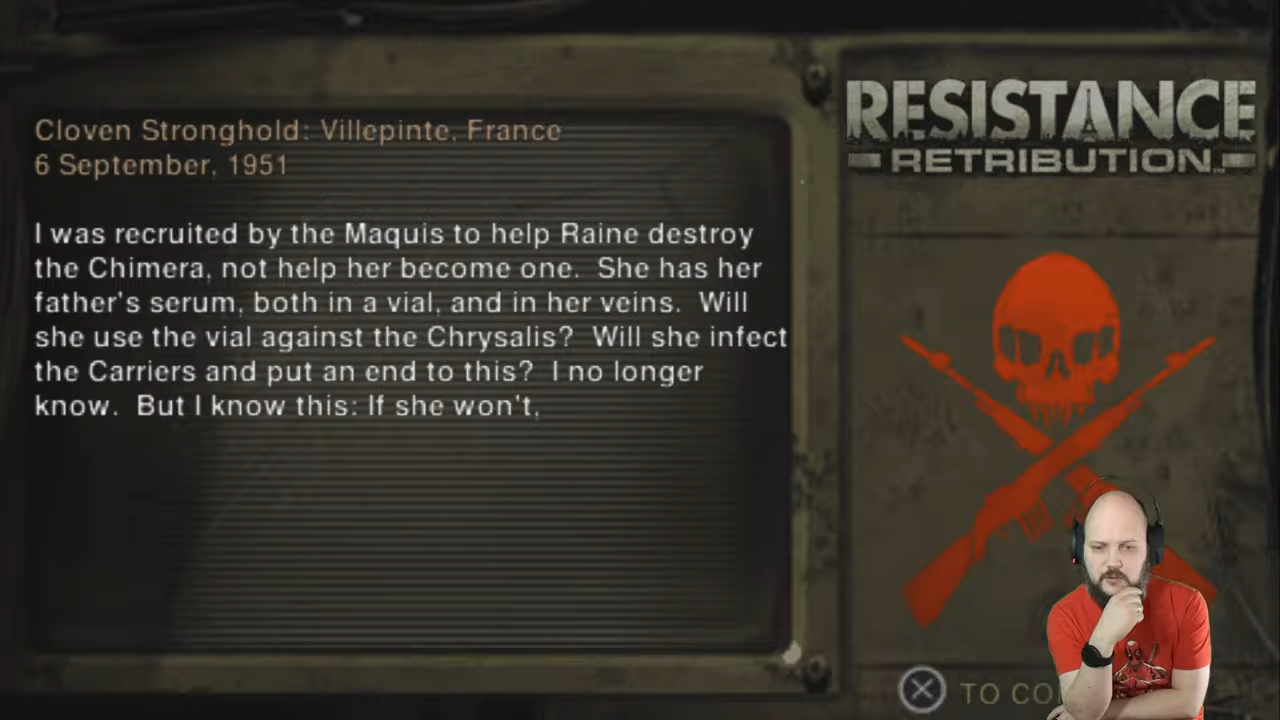 Cloven Stronghold: Villepinte, France
6 September, 1951
I was recruited by the Maquis to help Raine destroy
the Chimera, not help her become one. She has her
father's serum, both in a vial, and in her veins. Will
she use the vial against the Chrysalis? Will she infect
the Carriers and put an end to this? I no longer
know. But I know this: If she won't,
RESISTANCE
RETRIBUTION™
TO CO